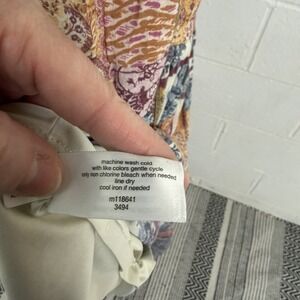 machine wash cold
with like colors gentle cycle
only non chlorine bleach when needed
line dry
cool iron if needed
m118641
3494